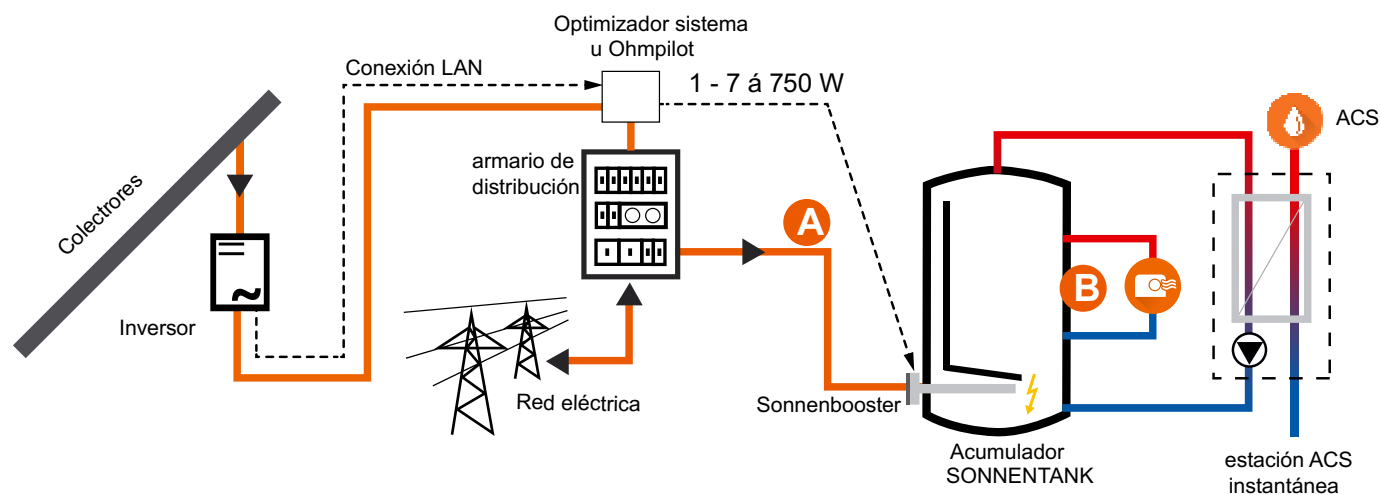 Optimizador sistema
u Ohmpilot
Conexión LAN
1 - 7 á 750 W
ACS
armario de
distribución
Colectrores
A
B
Inversor
Red eléctrica
Sonnenbooster
Acumulador
SONNENTANK
estación ACS
instantánea